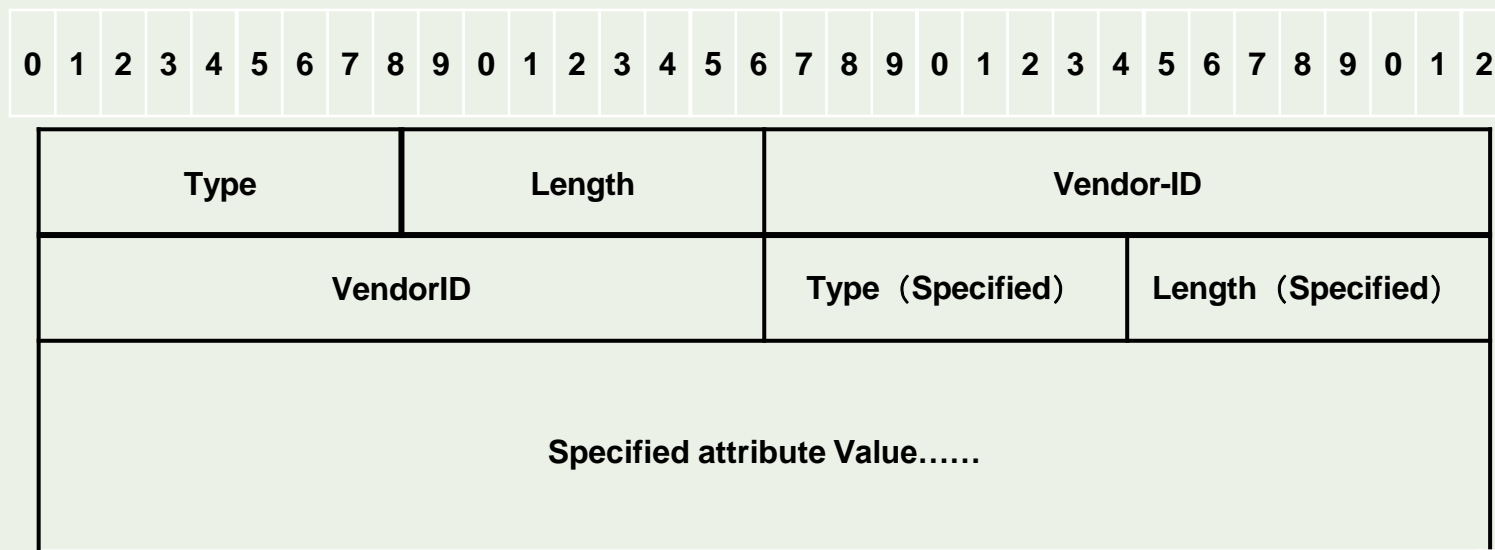 0 1 2 3 4 5 6 7 8 9 0 1 2 3 4 5 6 7 8 9 0 1 2 3 4 5 6 7 8 9 0 1 2
Type Length Vendor-ID
VendorID Type（Specified） Length（Specified）
Specified attribute Value……